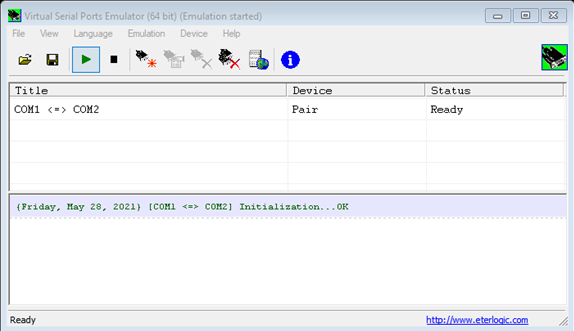 Virtual Serial Ports Emulator (64 bit) (Emulation started)
File View Language Emulation Device Help
Title Device Status
COM1 <=> COM2 Pair Ready
{Friday, May 28, 2021} [COM1 <=> COM2] Initialization...OK
Ready http://www.eterlogic.com